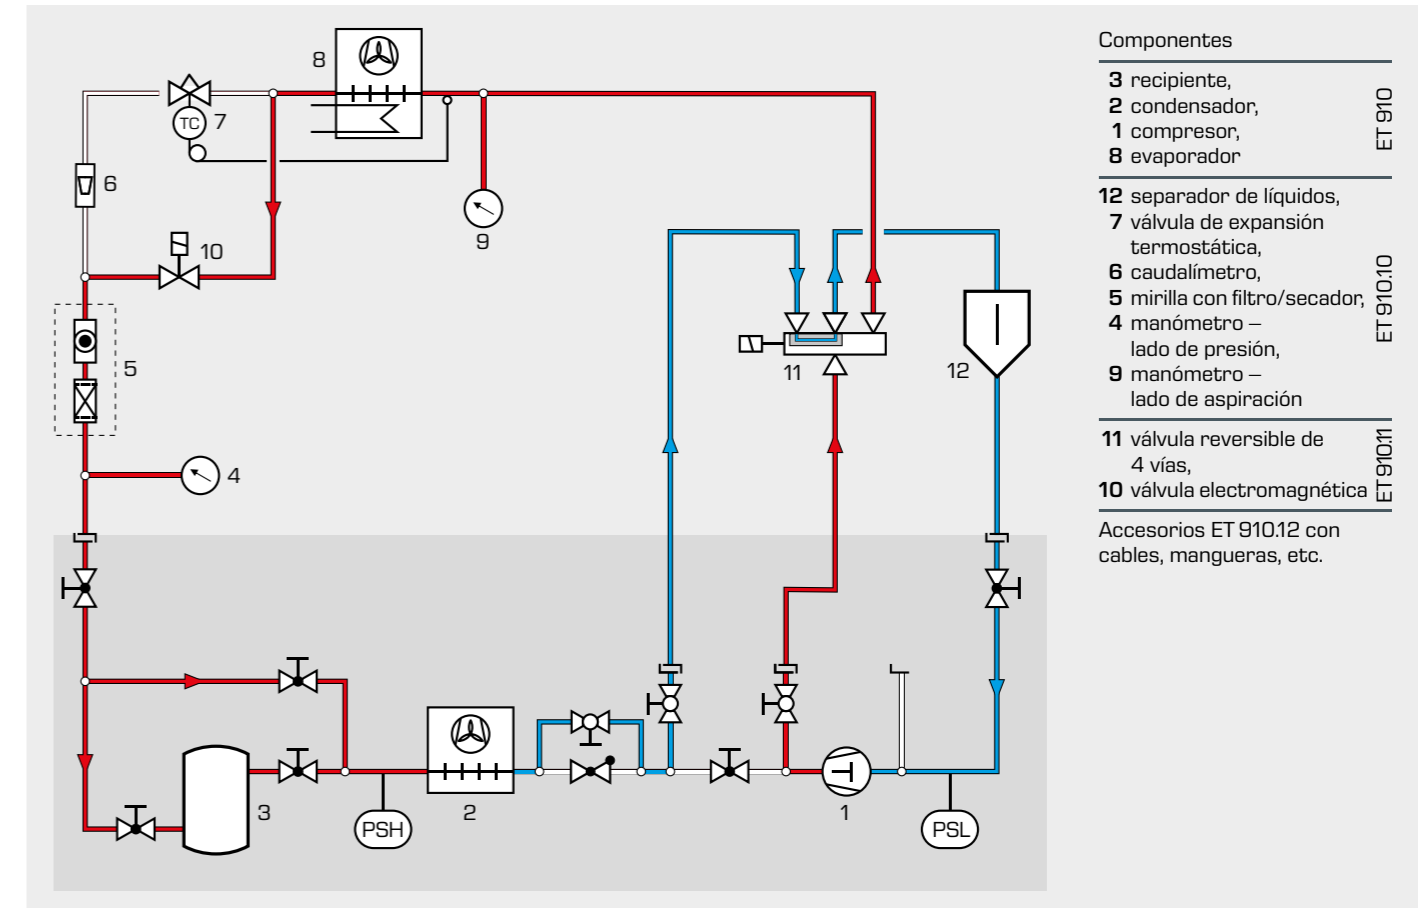 8
TC
7
6
10
9
5
11
12
4
3
PSH
2
1
PSL
Componentes
3 recipiente,
2 condensador,
1 compresor,
8 evaporador
ET 910
12 separador de líquidos,
7 válvula de expansión
termostática,
6 caudalímetro,
5 mirilla con filtro/secador,
4 manómetro –
lado de presión,
9 manómetro –
lado de aspiración
ET 910.10
11 válvula reversible de
4 vías,
10 válvula electromagnética
ET 910.11
Accesorios ET 910.12 con
cables, mangueras, etc.